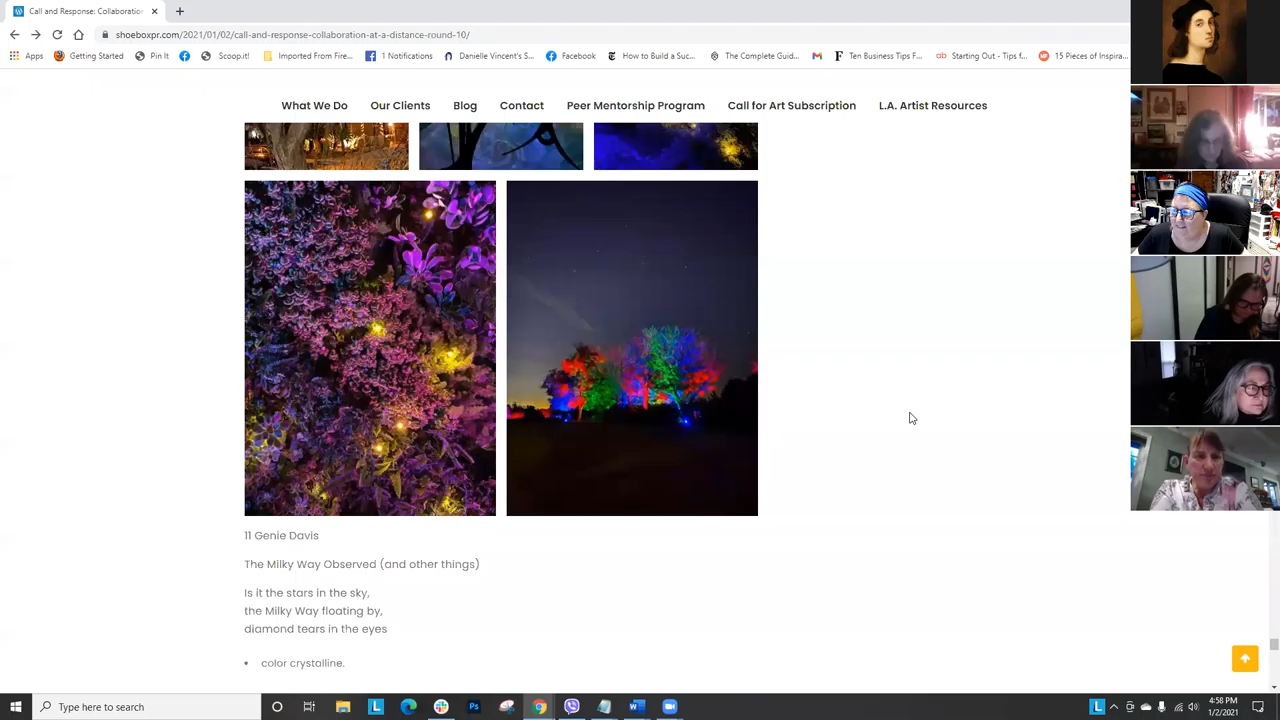 Call and Response: Collaboratio
shoeboxpr.com/2021/01/02/call-and-response-collaboration-at-a-distance-round-10/
Apps Getting Started Pin It Scoop.it! Imported From Fire... 1 Notifications Danielle Vincent's S... Facebook How to Build a Suc... The Complete Guid... Ten Business Tips F... Starting Out - Tips f... 15 Pieces of Inspira...
What We Do Our Clients Blog Contact Peer Mentorship Program Call for Art Subscription L.A. Artist Resources
11 Genie Davis
The Milky Way Observed (and other things)
Is it the stars in the sky,
the Milky Way floating by,
diamond tears in the eyes
• color crystalline.
Type here to search
4:58 PM
1/2/2021